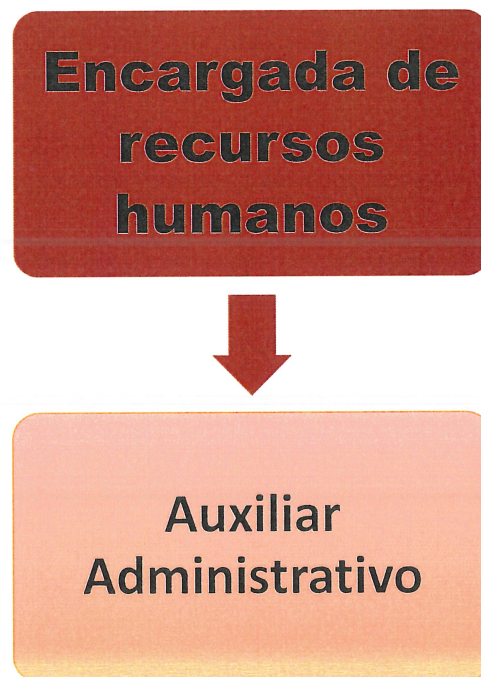 Encargada de
recursos
humanos
Auxiliar
Administrativo